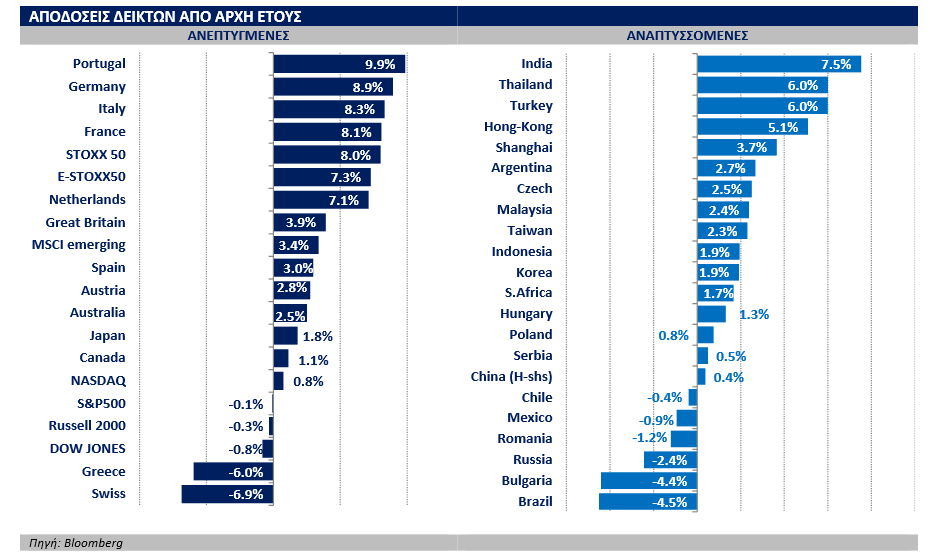 ΑΠΟΔΟΣΕΙΣ ΔΕΙΚΤΩΝ ΑΠΟ ΑΡΧΗ ΕΤΟΥΣ
ΑΝΕΠΤΥΓΜΕΝΕΣ
Portugal 9.9%
Germany 8.9%
Italy 8.3%
France 8.1%
STOXX 50 8.0%
E-STOXX50 7.3%
Netherlands 7.1%
Great Britain 3.9%
MSCI emerging 3.4%
Spain 3.0%
Austria 2.8%
Australia 2.5%
Japan 1.8%
Canada 1.1%
NASDAQ 0.8%
S&P500 -0.1%
Russell 2000 -0.3%
DOW JONES -0.8%
Greece -6.0%
Swiss -6.9%
ΑΝΑΠΤΥΣΣΟΜΕΝΕΣ
India 7.5%
Thailand 6.0%
Turkey 6.0%
Hong-Kong 5.1%
Shanghai 3.7%
Argentina 2.7%
Czech 2.5%
Malaysia 2.4%
Taiwan 2.3%
Indonesia 1.9%
Korea 1.9%
S.Africa 1.7%
Hungary 1.3%
Poland 0.8%
Serbia 0.5%
China (H-shs) 0.4%
Chile -0.4%
Mexico -0.9%
Romania -1.2%
Russia -2.4%
Bulgaria -4.4%
Brazil -4.5%
Πηγή: Bloomberg